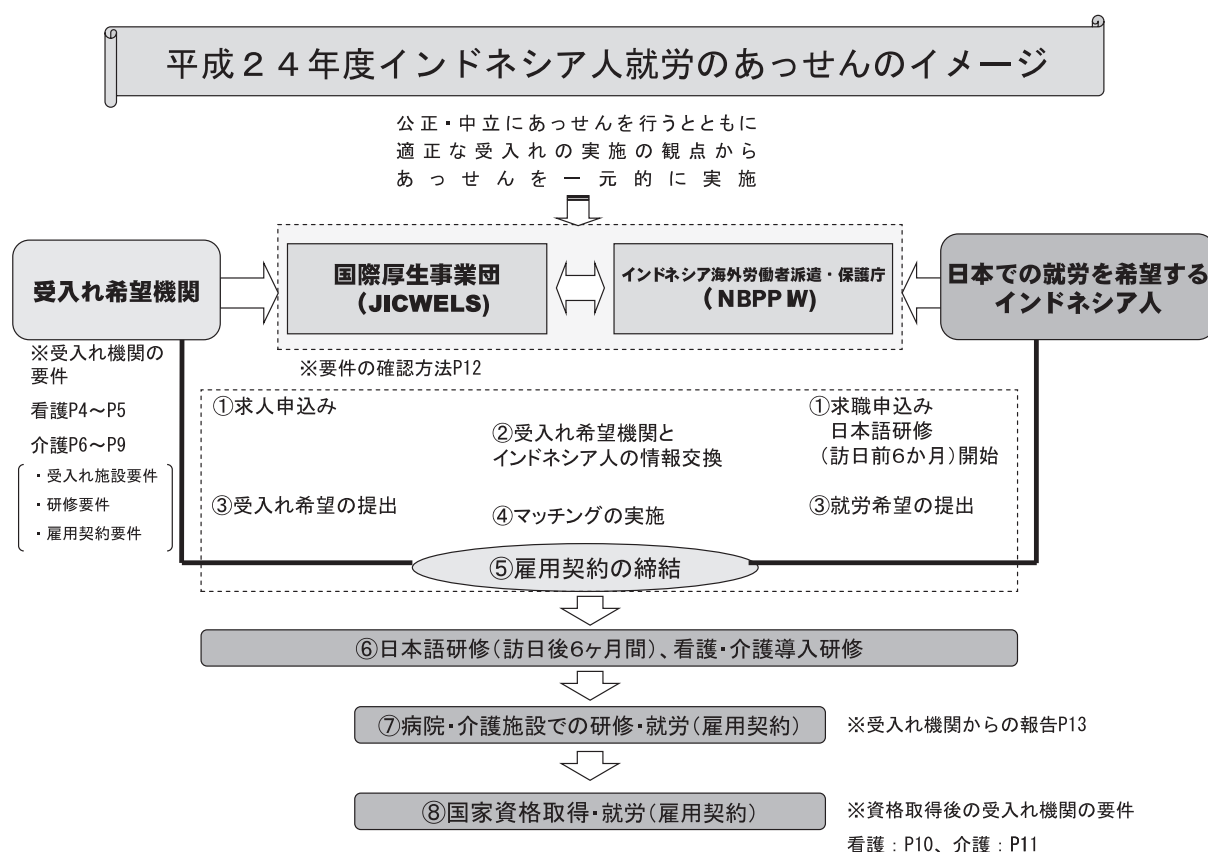 平成２４年度インドネシア人就労のあっせんのイメージ
公正・中立にあっせんを行うとともに
適正な受入れの実施の観点から
あっせんを一元的に実施
受入れ希望機関
国際厚生事業団
(JICWELS)
インドネシア海外労働者派遣・保護庁
(NBPPIW)
日本での就労を希望する
インドネシア人
※受入れ機関の
要件
看護P4～P5
介護P6～P9
・受入れ施設要件
・研修要件
・雇用契約要件
※要件の確認方法P12
①求人申込み
②受入れ希望機関と
インドネシア人の情報交換
①求職申込み
日本語研修
(訪日前6か月)開始
③受入れ希望の提出
④マッチングの実施
③就労希望の提出
⑤雇用契約の締結
⑥日本語研修(訪日後6ヶ月間)、看護・介護導入研修
⑦病院・介護施設での研修・就労(雇用契約)
※受入れ機関からの報告P13
⑧国家資格取得・就労(雇用契約)
※資格取得後の受入れ機関の要件
看護：P10、介護：P11